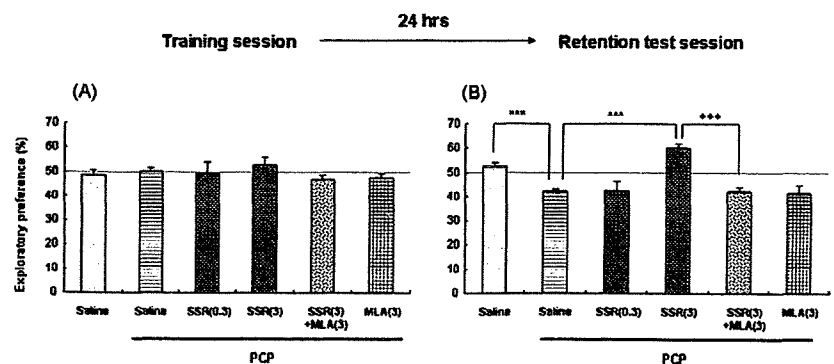 24 hrs
Training session
Retention test session
(A)
(B)
Exploratory preference (%)
70
60
50
40
30
20
10
0
Saline
Saline
SSR(0.3)
SSR(3)
SSR(3)
+MLA(3)
MLA(3)
PCP
70
60
50
40
30
20
10
0
***
^^^
+++
Saline
Saline
SSR(0.3)
SSR(3)
SSR(3)
+MLA(3)
MLA(3)
PCP